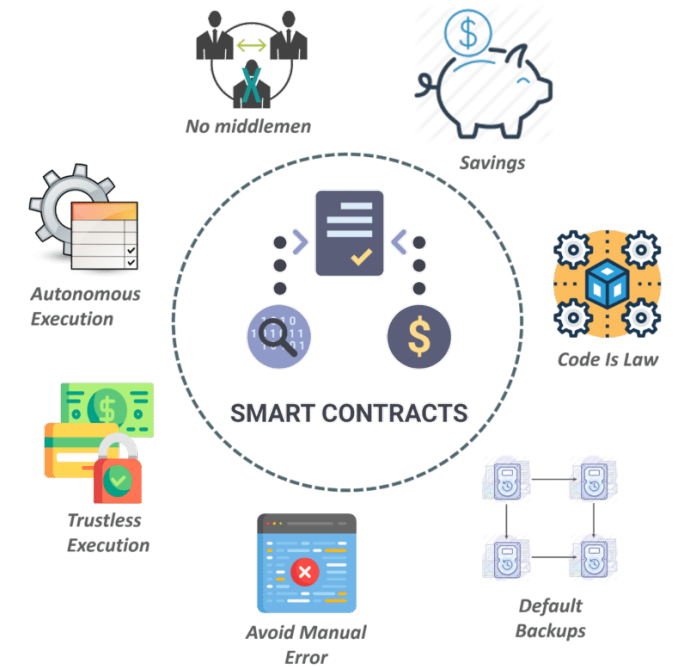 No middlemen
Savings
Autonomous
Execution
Code Is Law
SMART CONTRACTS
Trustless
Execution
Default
Backups
Avoid Manual
Error